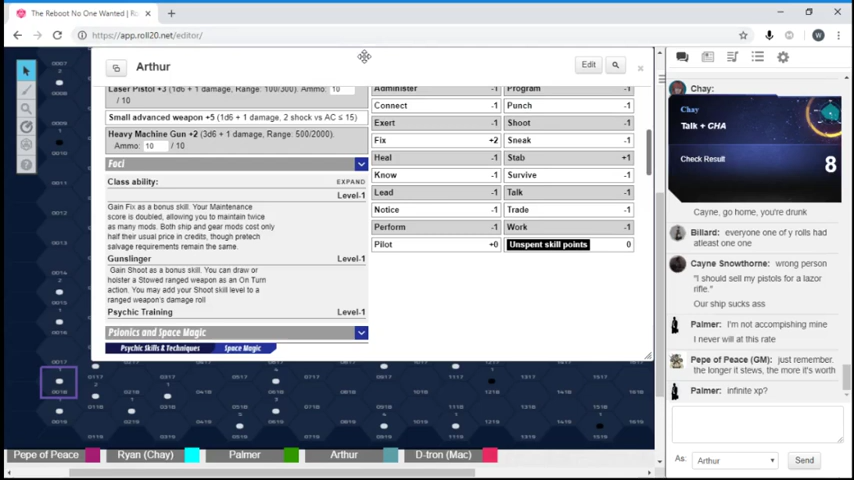 The Reboot No One Wanted | Ro
https://app.roll20.net/editor/
Arthur
Edit
Laser Pistol +3 (1d6 + 1 damage, Range: 100/300). Ammo: 10
/ 10
Small advanced weapon +5 (1d6 + 1 damage, 2 shock vs AC ≤ 15)
Heavy Machine Gun +2 (3d6 + 1 damage, Range: 500/2000).
Ammo: 10 / 10
Foci
Class ability: EXPAND
Level-1
Gain Fix as a bonus skill. Your Maintenance
score is doubled, allowing you to maintain twice
as many mods. Both ship and gear mods cost only
half their usual price in credits, though pretech
salvage requirements remain the same.
Gunslinger Level-1
Gain Shoot as a bonus skill. You can draw or
holster a Stowed ranged weapon as an On Turn
action. You may add your Shoot skill level to a
ranged weapon's damage roll
Psychic Training Level-1
Psionics and Space Magic
Psychic Skills & Techniques Space Magic
Administer -1 Program -1
Connect -1 Punch -1
Exert -1 Shoot -1
Fix +2 Sneak -1
Heal -1 Stab +1
Know -1 Survive -1
Lead -1 Talk -1
Notice -1 Trade -1
Perform -1 Work -1
Pilot +0 Unspent skill points 0
Chay:
Chay
Talk + CHA
Check Result 8
Cayne, go home, you're drunk
Billard: everyone of y rolls had
atleast one one
Cayne Snowthorne: wrong person
"I should sell my pistols for a lazor
rifle."
Our ship sucks ass
Palmer: I'm not accompishing mine
I never will at this rate
Pepe of Peace (GM): just remember.
the longer it stews, the more it's worth
Palmer: infinite xp?
As: Arthur Send
Pepe of Peace Ryan (Chay) Palmer Arthur D-tron (Mac)